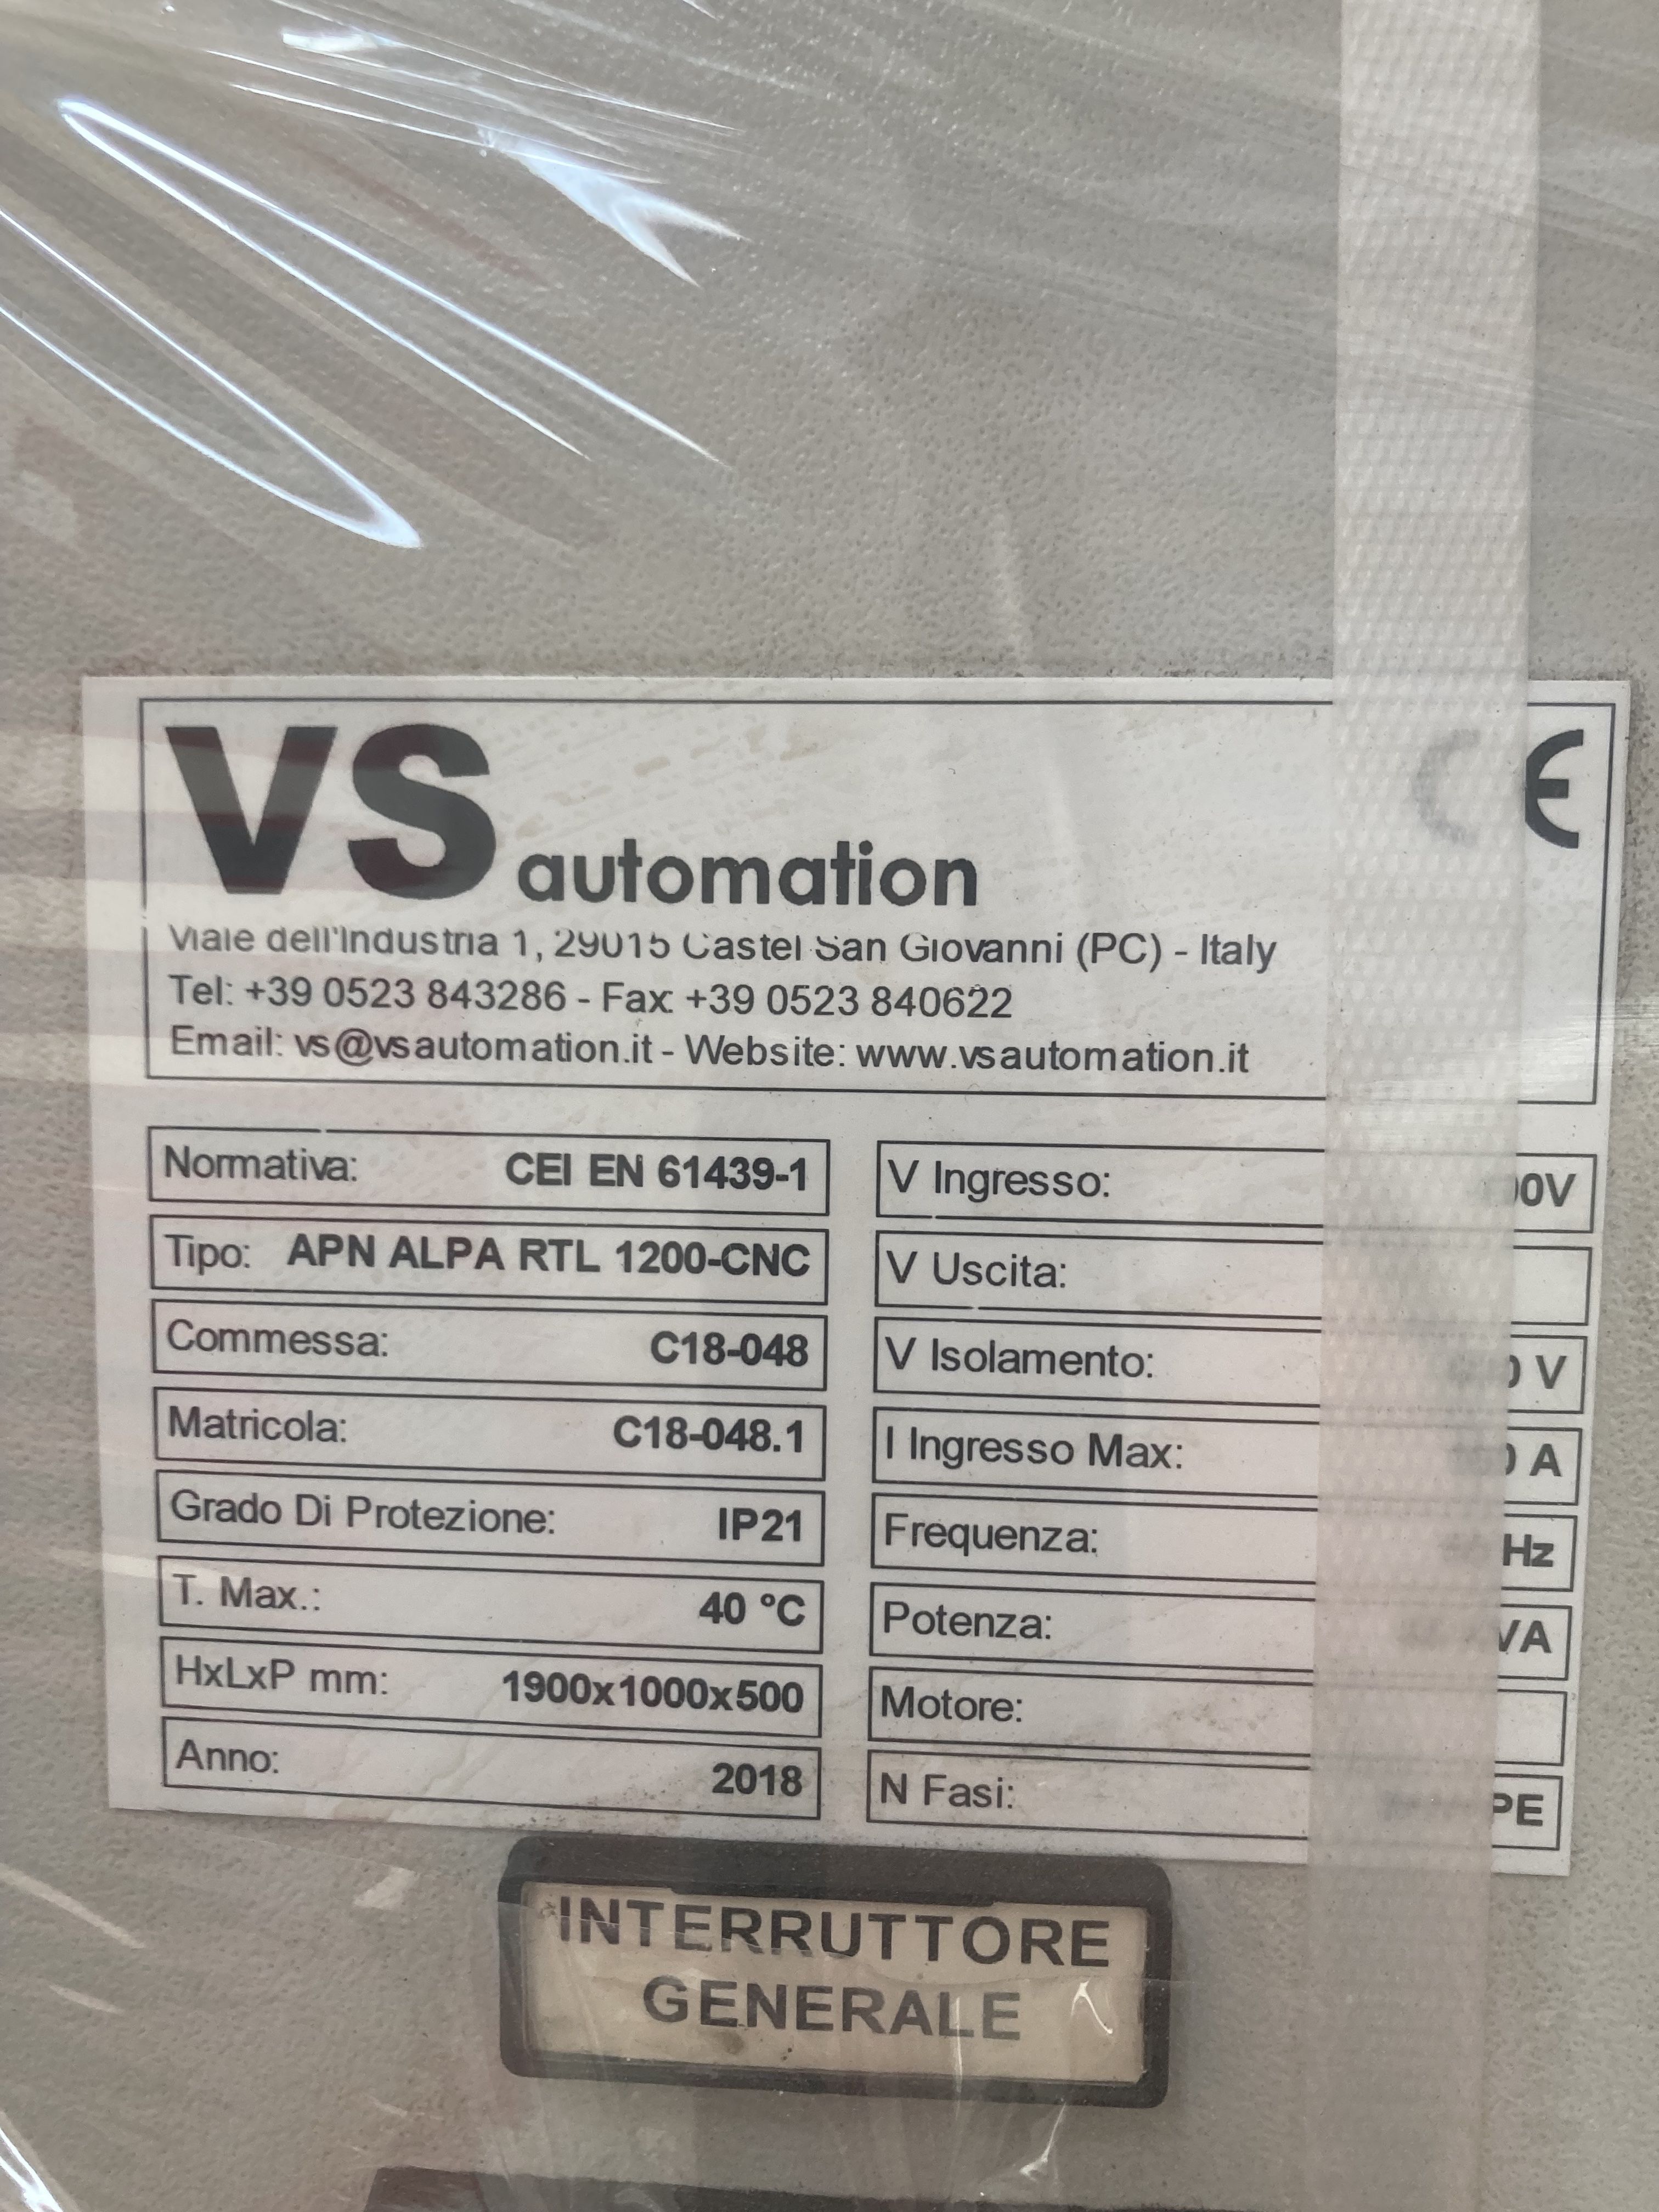 VS automation
CE
Viale dell'Industria 1, 29015 Castel San Giovanni (PC) - Italy
Tel: +39 0523 843286 - Fax: +39 0523 840622
Email: vs@vsautomation.it - Website: www.vsautomation.it
Normativa: CEI EN 61439-1
Tipo: APN ALPA RTL 1200-CNC
Commessa: C18-048
Matricola: C18-048.1
Grado Di Protezione: IP21
T. Max.: 40 °C
HxLxP mm: 1900x1000x500
Anno: 2018
V Ingresso:
V Uscita:
V Isolamento: V
I Ingresso Max: A
Frequenza: Hz
Potenza:
Motore:
N Fasi: PE
INTERRUTTORE
GENERALE